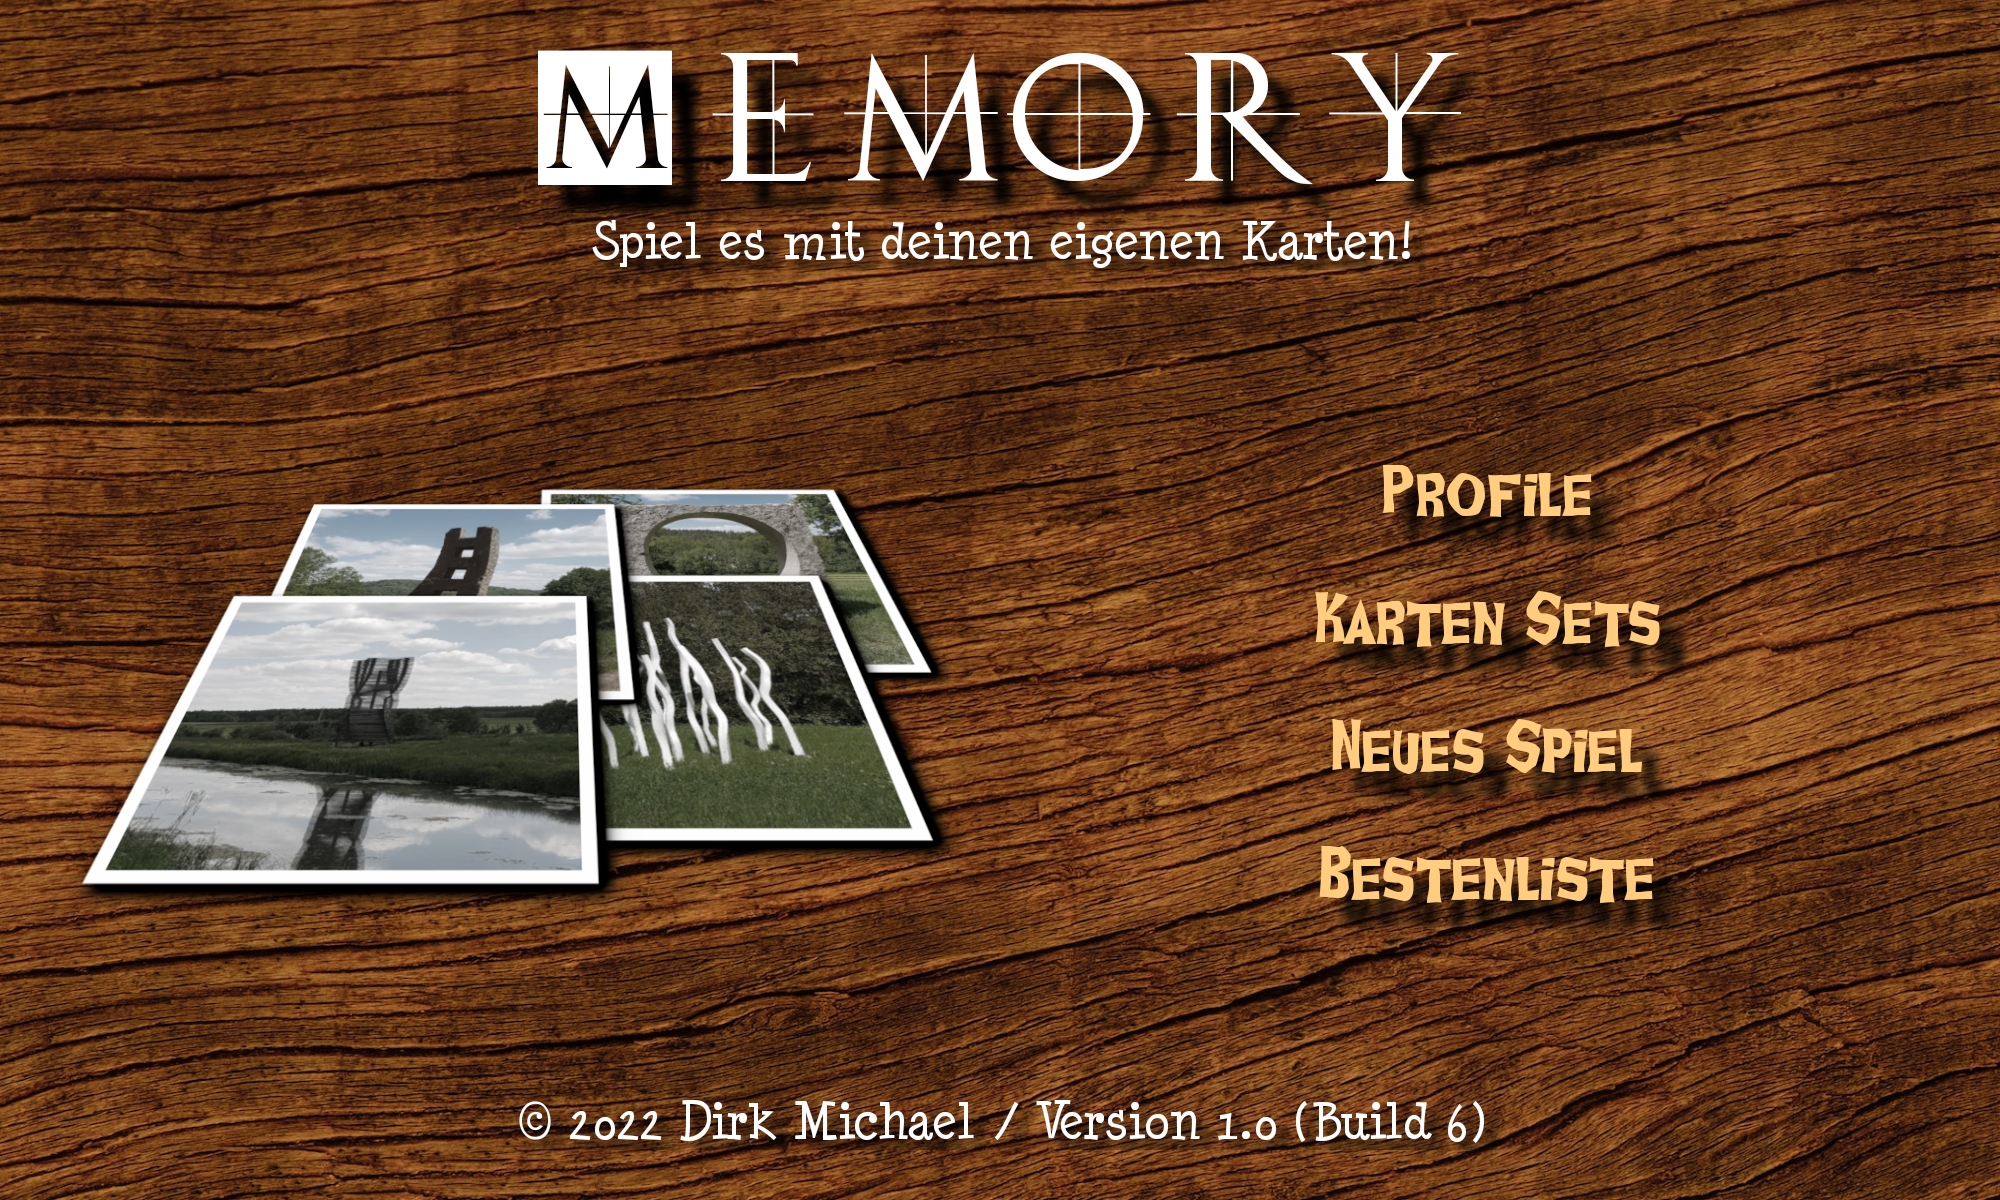 MEMORY
Spiel es mit deinen eigenen Karten!
PROFiLE
KARTEN SETS
NEUES SPiEL
BESTENLiSTE
© 2022 Dirk Michael / Version 1.0 (Build 6)